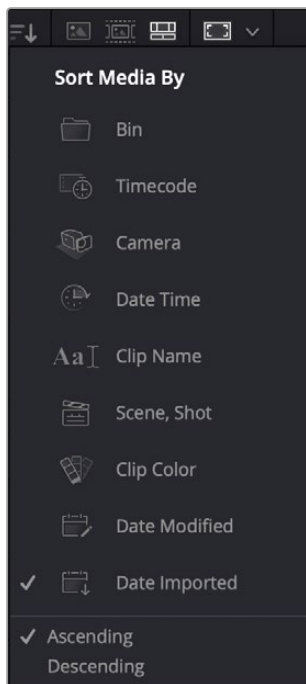 Sort Media By
Bin
Timecode
Camera
Date Time
Aa Clip Name
Scene, Shot
Clip Color
Date Modified
Date Imported
Ascending
Descending